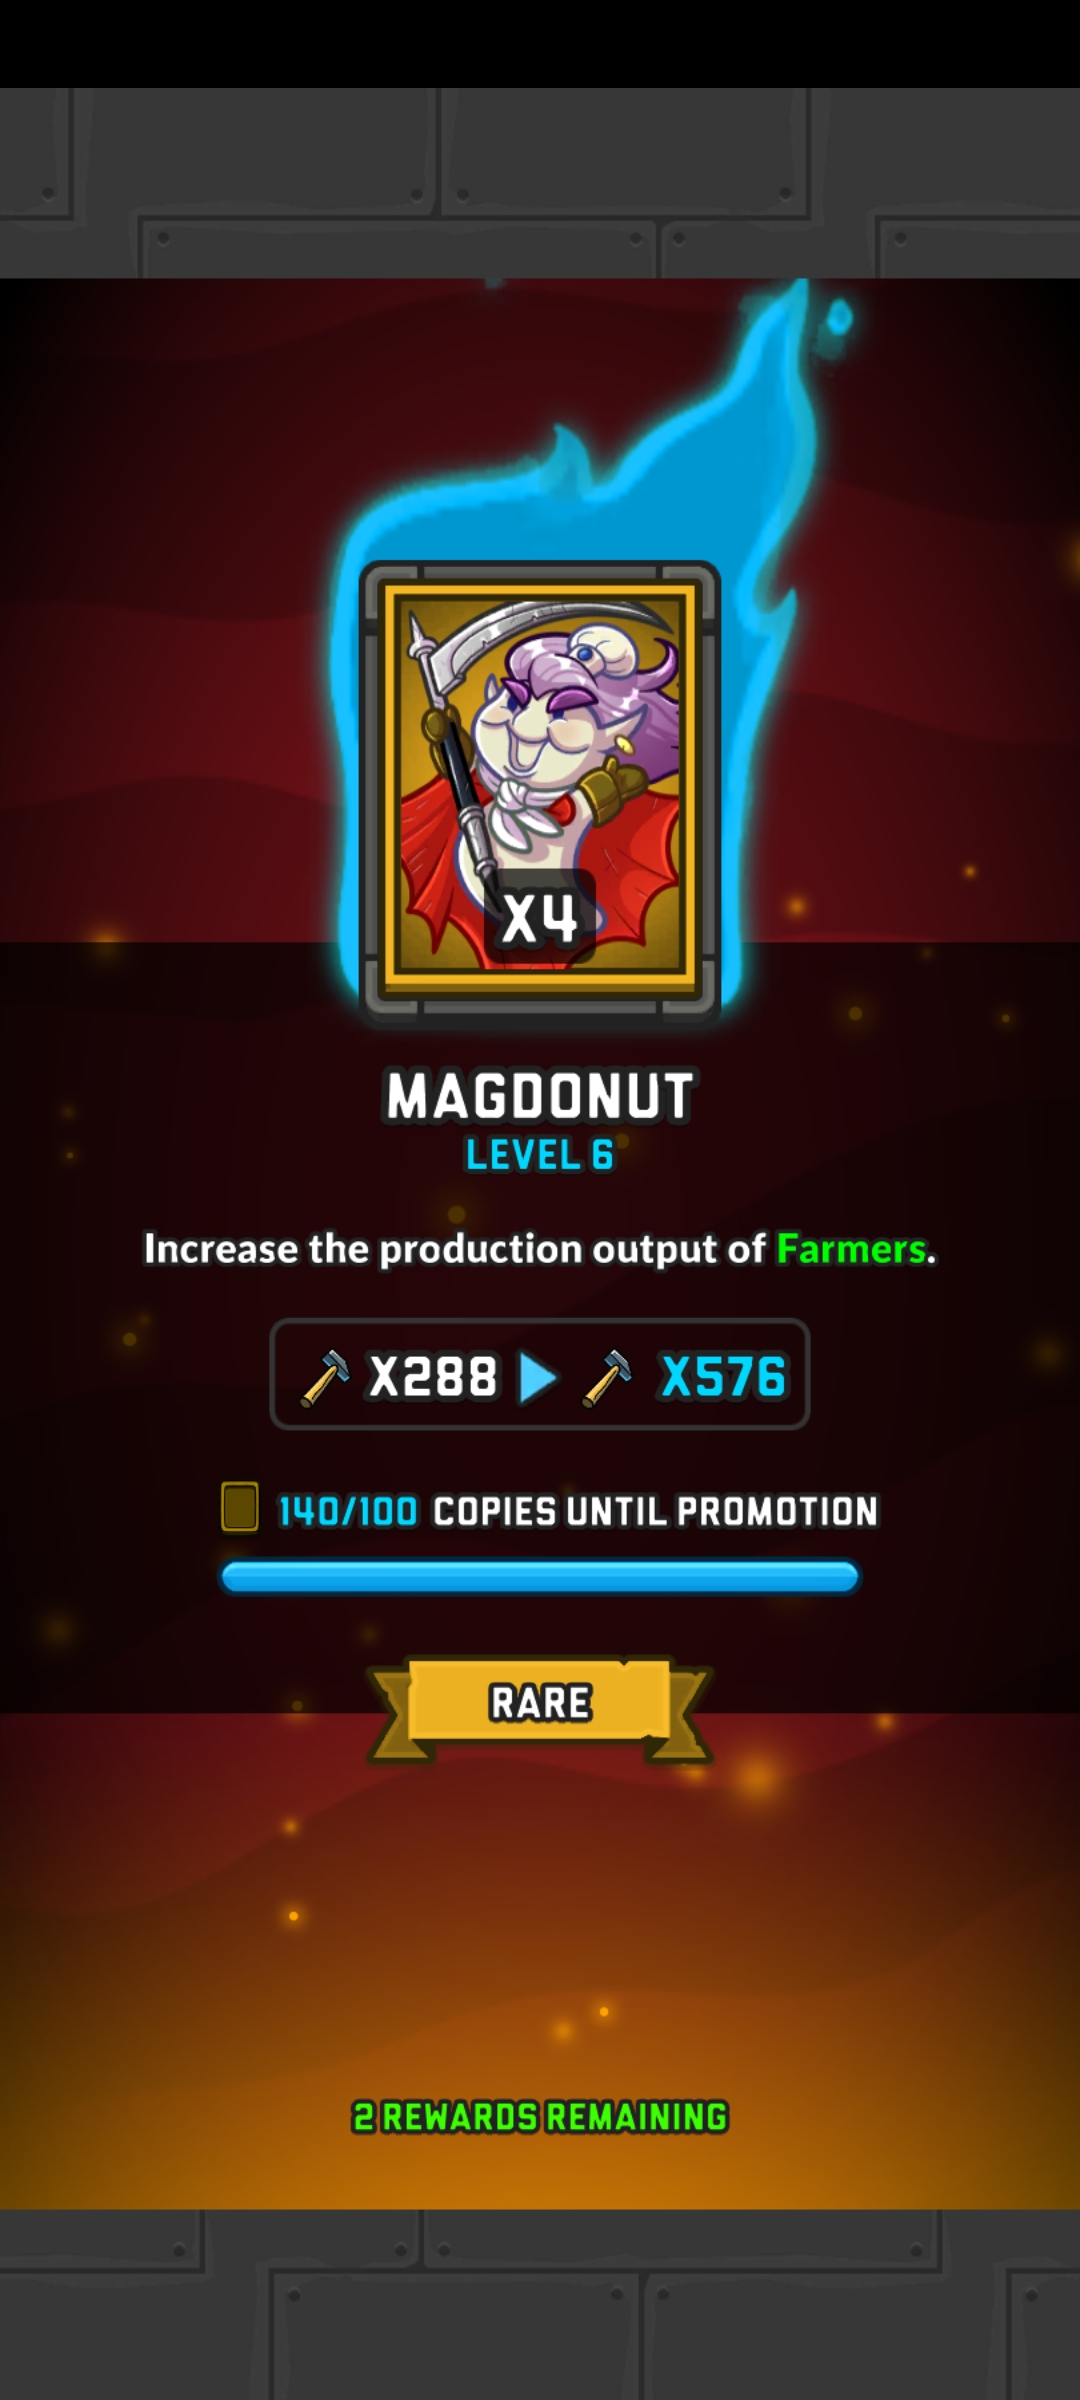 X4
MAGDONUT
LEVEL 6
Increase the production output of Farmers.
X288 X576
140/100 COPIES UNTIL PROMOTION
RARE
2 REWARDS REMAINING